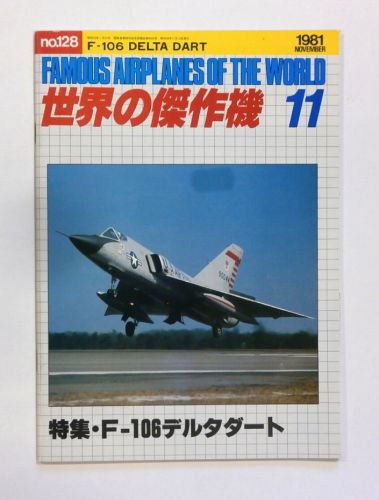 no.128
F-106 DELTA DART
1981
NOVEMBER
FAMOUS AIRPLANES OF THE WORLD
世界の傑作機 11
特集・F-106デルタダート